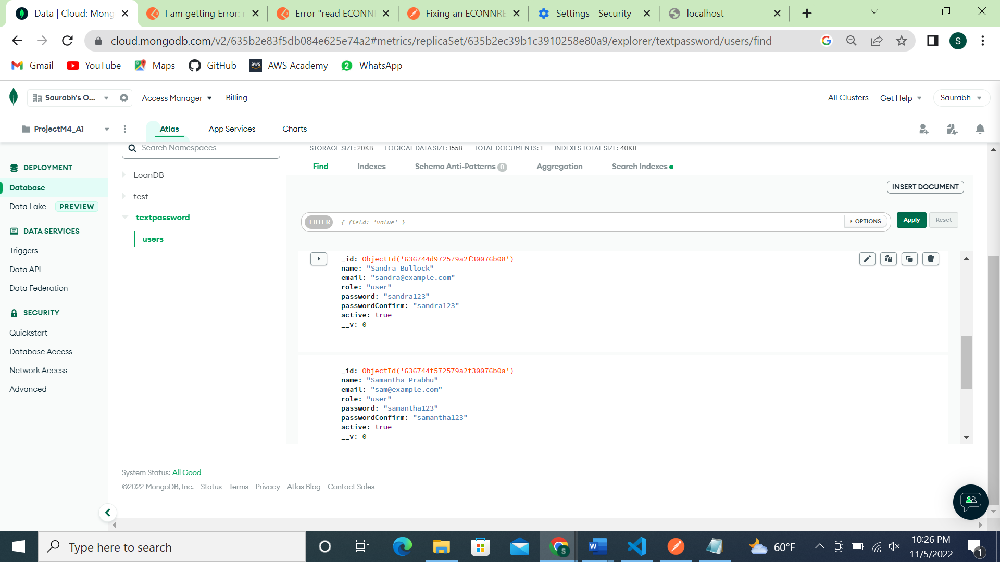 Data | Cloud: Mong
I am getting Error: r
Error "read ECONN
Fixing an ECONNRE
Settings - Security
localhost
cloud.mongodb.com/v2/635b2e83f5db084e625e74a2#metrics/replicaSet/635b2ec39b1c3910258e80a9/explorer/textpassword/users/find
S
Gmail
YouTube
Maps
GitHub
aws
AWS Academy
2
WhatsApp
Saurabh's O...
Access Manager
Billing
All Clusters
Get Help
Saurabh
ProjectM4_A1
Atlas
App Services
Charts
DEPLOYMENT
Database
Data Lake
PREVIEW
DATA SERVICES
Triggers
Data API
Data Federation
SECURITY
Quickstart
Database Access
Network Access
Advanced
Search Namespaces
LoanDB
test
textpassword
users
STORAGE SIZE: 20KB LOGICAL DATA SIZE: 155B TOTAL DOCUMENTS: 1 INDEXES TOTAL SIZE: 40KB
Find
Indexes
Schema Anti-Patterns 0
Aggregation
Search Indexes
INSERT DOCUMENT
FILTER
{ field: 'value' }
OPTIONS
Apply
Reset
_id: ObjectId('636744d972579a2f30076b08')
name: "Sandra Bullock"
email: "sandra@example.com"
role: "user"
password: "sandra123"
passwordConfirm: "sandra123"
active: true
__v: 0
_id: ObjectId('636744f572579a2f30076b0a')
name: "Samantha Prabhu"
email: "sam@example.com"
role: "user"
password: "samantha123"
passwordConfirm: "samantha123"
active: true
__v: 0
System Status: All Good
©2022 MongoDB, Inc. Status Terms Privacy Atlas Blog Contact Sales
Type here to search
S
W
60°F
10:26 PM
11/5/2022
1